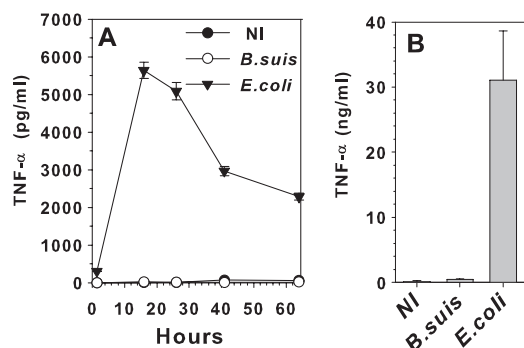 A
NI
B.suis
E.coli
TNF-α (pg/ml)
7000
6000
5000
4000
3000
2000
1000
0
0 10 20 30 40 50 60
Hours
B
TNF-α (ng/ml)
40
30
20
10
0
NI
B.suis
E.coli